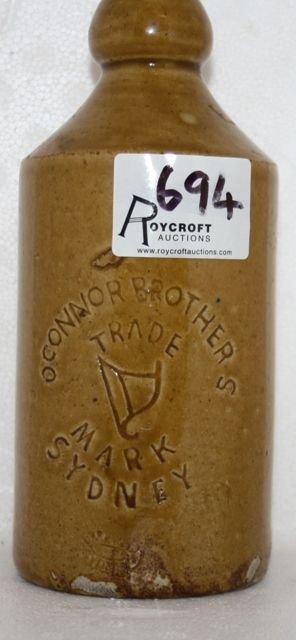 694
ROYCROFT
AUCTIONS
www.roycroftauctions.com
OCONNOR BROTHERS
TRADE
MARK
SYDNEY